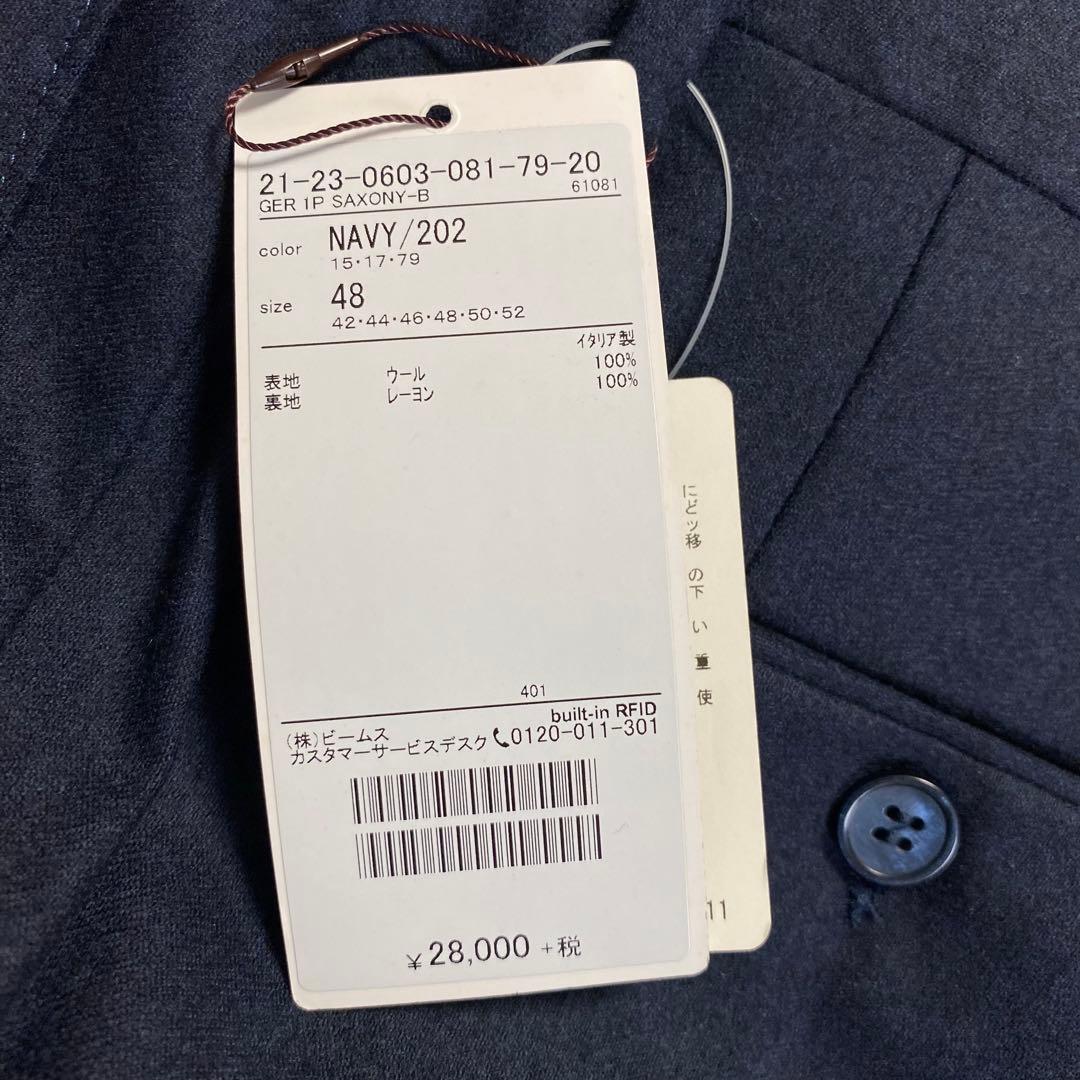 21-23-0603-081-79-20
GER 1P SAXONY-B 61081
color NAVY/202
15・17・79
size 48
42・44・46・48・50・52
イタリア製
表地 ウール 100%
裏地 レーヨン 100%
401
built-in RFID
(株)ビームス
カスタマーサービスデスク 0120-011-301
¥28,000 +税
にどッ移
の下
い
重
使
11